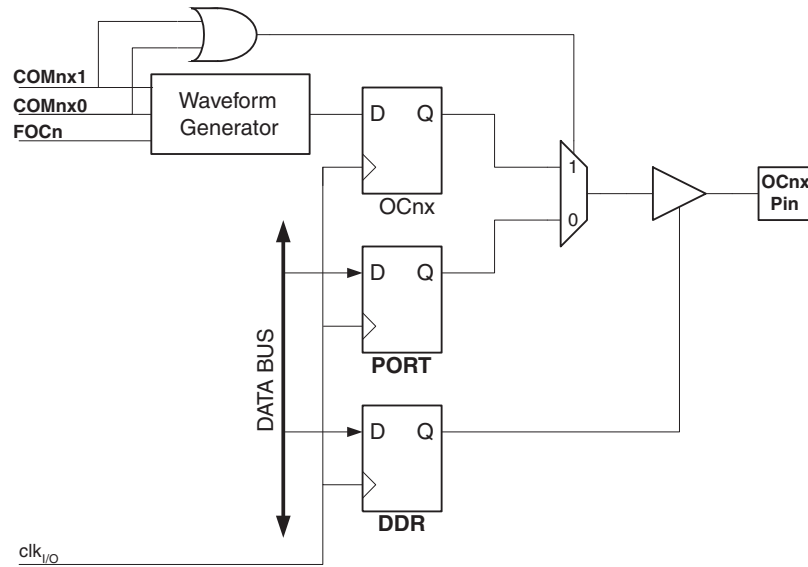 COMnx1
COMnx0
FOCn
Waveform
Generator
D Q
OCnx
1
0
OCnx
Pin
D Q
PORT
DATA BUS
D Q
DDR
clkI/O